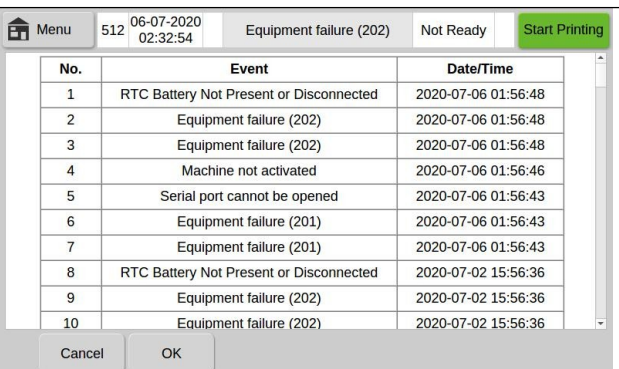 Menu 512 06-07-2020 02:32:54 Equipment failure (202) Not Ready Start Printing
No. Event Date/Time
1 RTC Battery Not Present or Disconnected 2020-07-06 01:56:48
2 Equipment failure (202) 2020-07-06 01:56:48
3 Equipment failure (202) 2020-07-06 01:56:48
4 Machine not activated 2020-07-06 01:56:46
5 Serial port cannot be opened 2020-07-06 01:56:43
6 Equipment failure (201) 2020-07-06 01:56:43
7 Equipment failure (201) 2020-07-06 01:56:43
8 RTC Battery Not Present or Disconnected 2020-07-02 15:56:36
9 Equipment failure (202) 2020-07-02 15:56:36
10 Equipment failure (202) 2020-07-02 15:56:36
Cancel OK